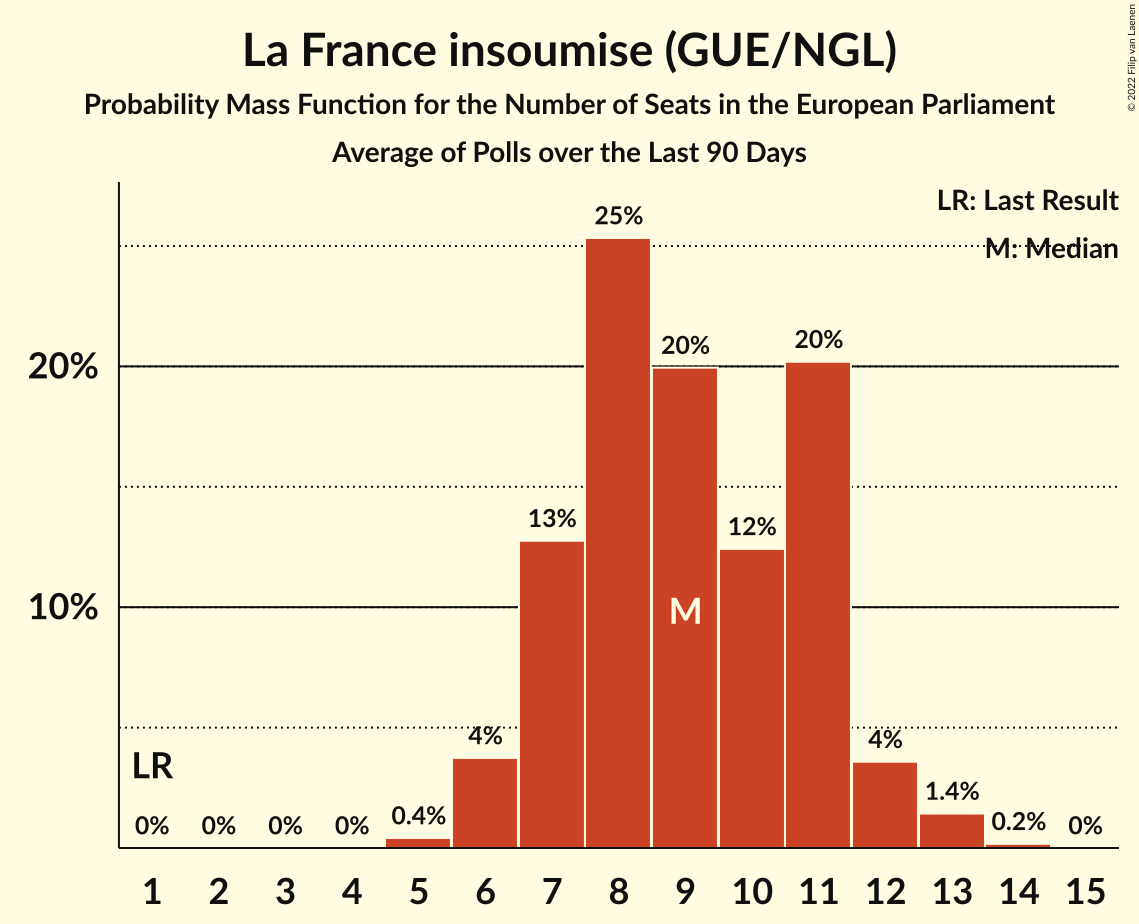 La France insoumise (GUE/NGL)
Probability Mass Function for the Number of Seats in the European Parliament
Average of Polls over the Last 90 Days
© 2022 Filip van Laenen
LR: Last Result
M: Median
25%
20%
20%
20%
13%
12%
10%
M
4%
4%
LR
1.4%
0.4%
0.2%
0%
0%
0%
0%
0%
1 2 3 4 5 6 7 8 9 10 11 12 13 14 15